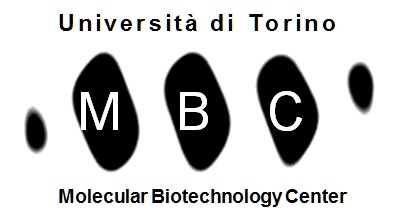 Università di Torino
M B C
Molecular Biotechnology Center